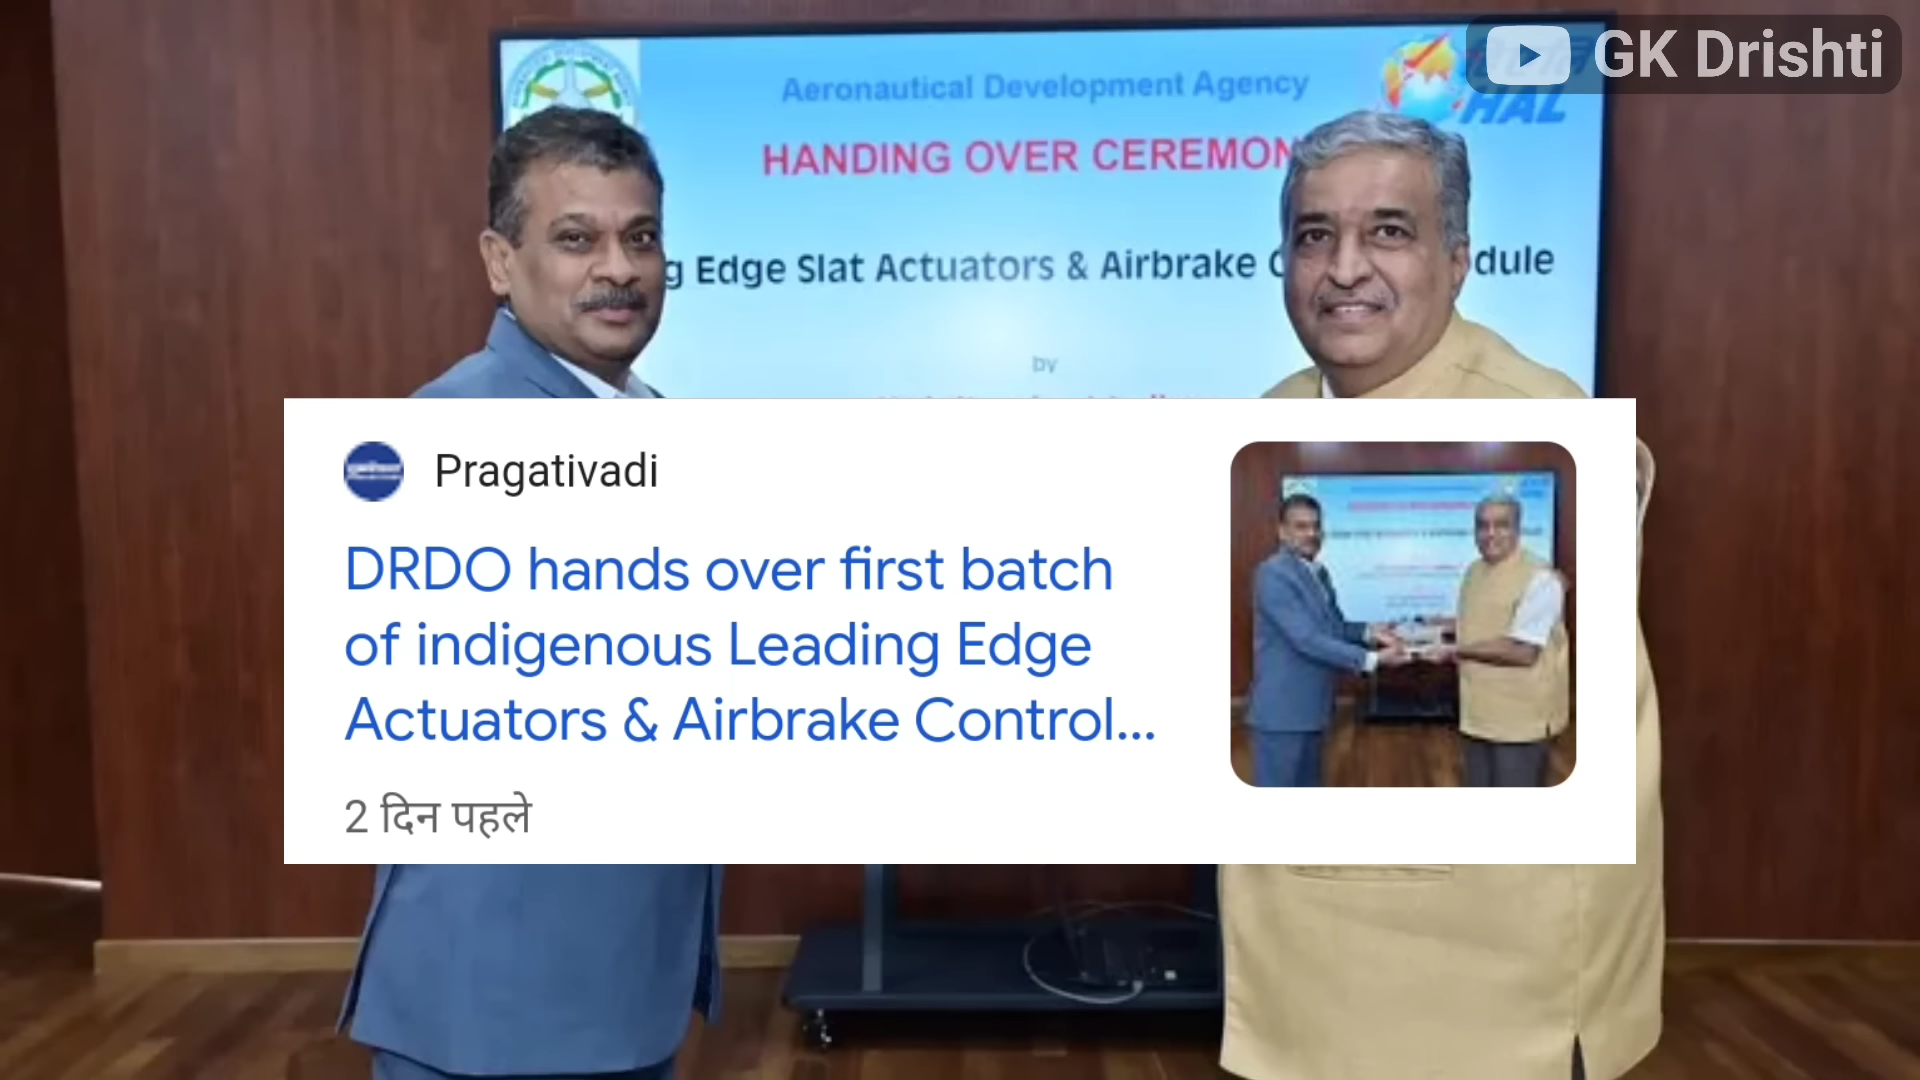 GK Drishti
Aeronautical Development Agency
HAL
HANDING OVER CEREMON
g Edge Slat Actuators & Airbrake C dule
by
Pragativadi
DRDO hands over first batch
of indigenous Leading Edge
Actuators & Airbrake Control...
2 दिन पहले